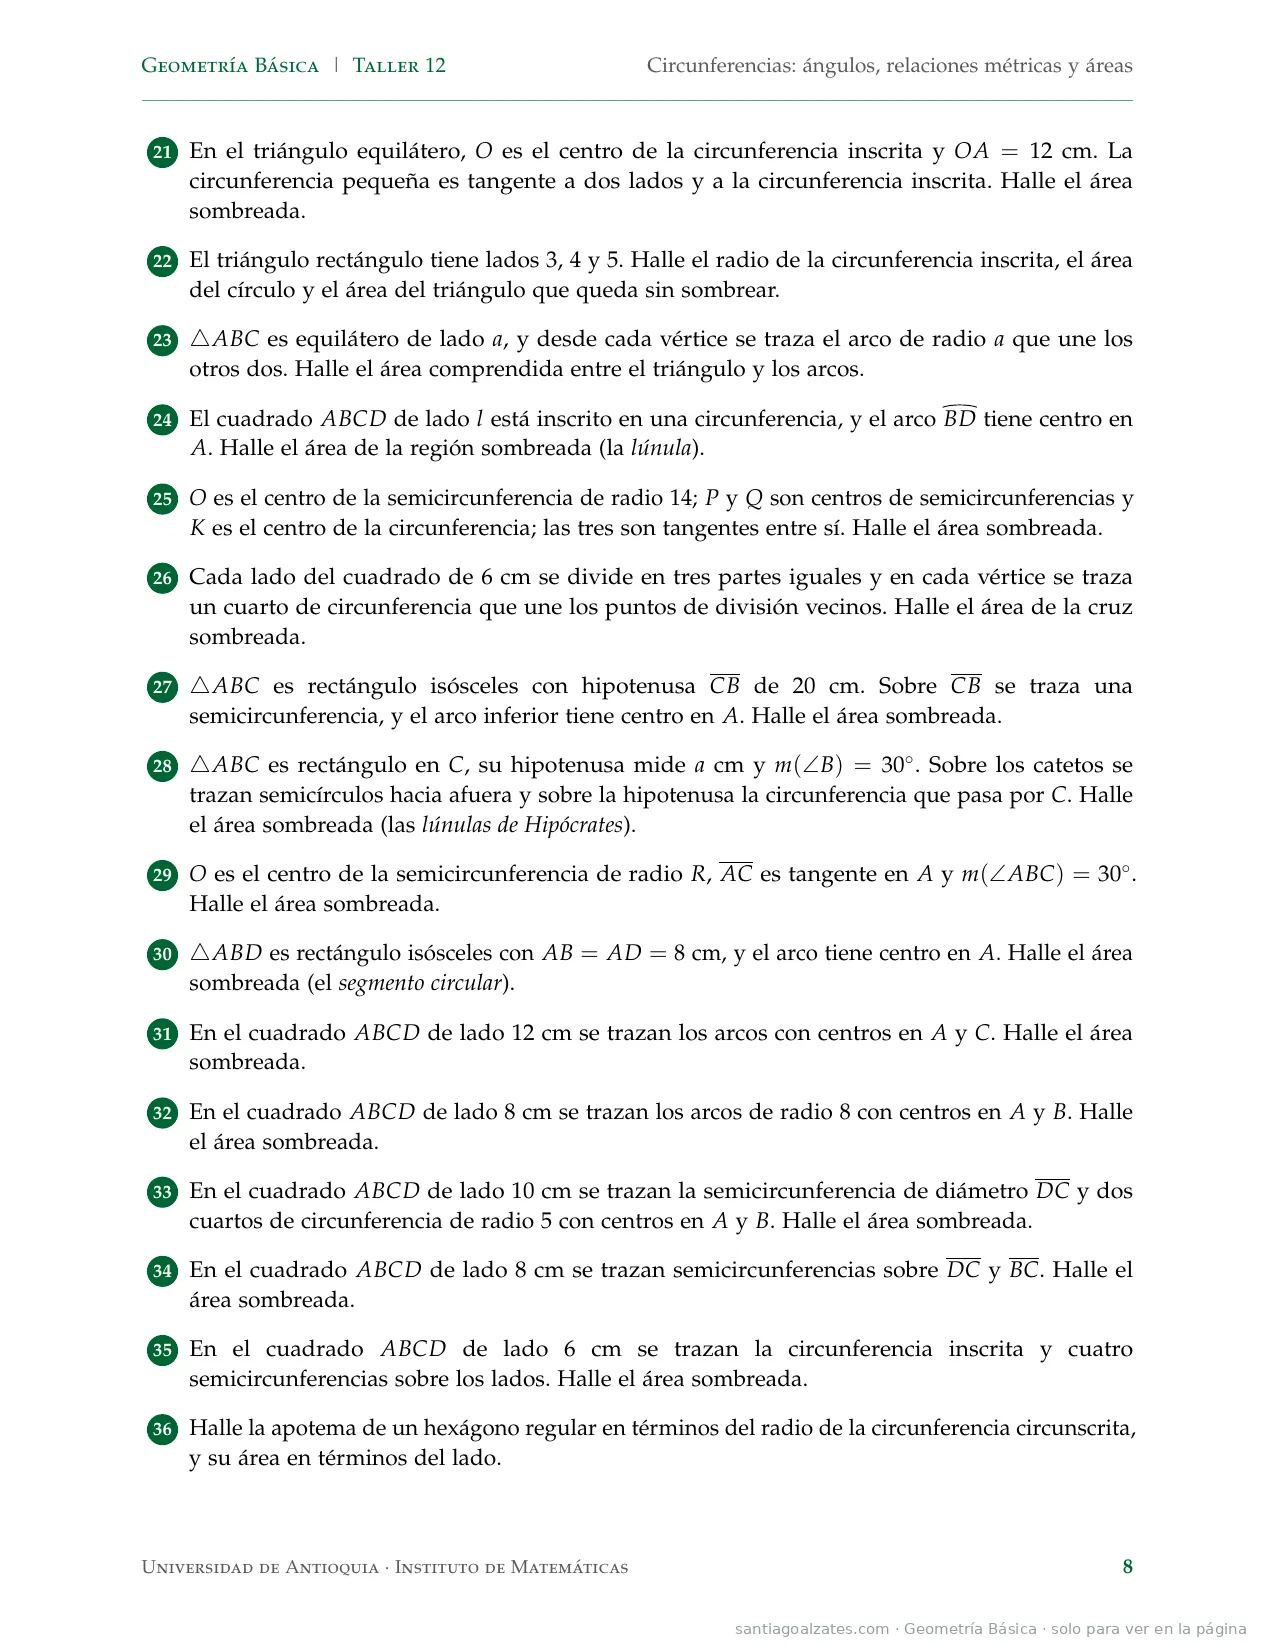 Geometría Básica | Taller 12
Circunferencias: ángulos, relaciones métricas y áreas
21 En el triángulo equilátero, O es el centro de la circunferencia inscrita y OA = 12 cm. La
circunferencia pequeña es tangente a dos lados y a la circunferencia inscrita. Halle el área
sombreada.
22 El triángulo rectángulo tiene lados 3, 4 y 5. Halle el radio de la circunferencia inscrita, el área
del círculo y el área del triángulo que queda sin sombrear.
23 △ABC es equilátero de lado a, y desde cada vértice se traza el arco de radio a que une los
otros dos. Halle el área comprendida entre el triángulo y los arcos.
24 El cuadrado ABCD de lado l está inscrito en una circunferencia, y el arco B͡D tiene centro en
A. Halle el área de la región sombreada (la lúnula).
25 O es el centro de la semicircunferencia de radio 14; P y Q son centros de semicircunferencias y
K es el centro de la circunferencia; las tres son tangentes entre sí. Halle el área sombreada.
26 Cada lado del cuadrado de 6 cm se divide en tres partes iguales y en cada vértice se traza
un cuarto de circunferencia que une los puntos de división vecinos. Halle el área de la cruz
sombreada.
27 △ABC es rectángulo isósceles con hipotenusa C̅B̅ de 20 cm. Sobre C̅B̅ se traza una
semicircunferencia, y el arco inferior tiene centro en A. Halle el área sombreada.
28 △ABC es rectángulo en C, su hipotenusa mide a cm y m(∠B) = 30°. Sobre los catetos se
trazan semicírculos hacia afuera y sobre la hipotenusa la circunferencia que pasa por C. Halle
el área sombreada (las lúnulas de Hipócrates).
29 O es el centro de la semicircunferencia de radio R, A̅C̅ es tangente en A y m(∠ABC) = 30°.
Halle el área sombreada.
30 △ABD es rectángulo isósceles con AB = AD = 8 cm, y el arco tiene centro en A. Halle el área
sombreada (el segmento circular).
31 En el cuadrado ABCD de lado 12 cm se trazan los arcos con centros en A y C. Halle el área
sombreada.
32 En el cuadrado ABCD de lado 8 cm se trazan los arcos de radio 8 con centros en A y B. Halle
el área sombreada.
33 En el cuadrado ABCD de lado 10 cm se trazan la semicircunferencia de diámetro D̅C̅ y dos
cuartos de circunferencia de radio 5 con centros en A y B. Halle el área sombreada.
34 En el cuadrado ABCD de lado 8 cm se trazan semicircunferencias sobre D̅C̅ y B̅C̅. Halle el
área sombreada.
35 En el cuadrado ABCD de lado 6 cm se trazan la circunferencia inscrita y cuatro
semicircunferencias sobre los lados. Halle el área sombreada.
36 Halle la apotema de un hexágono regular en términos del radio de la circunferencia circunscrita,
y su área en términos del lado.
Universidad de Antioquia · Instituto de Matemáticas
8
santiagoalzates.com · Geometría Básica · solo para ver en la página